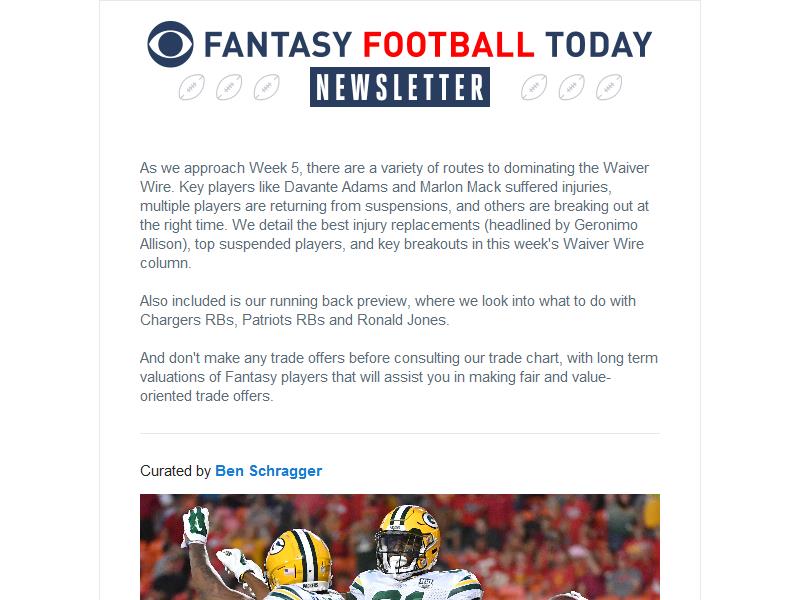 FANTASY FOOTBALL TODAY
NEWSLETTER
As we approach Week 5, there are a variety of routes to dominating the Waiver
Wire. Key players like Davante Adams and Marlon Mack suffered injuries,
multiple players are returning from suspensions, and others are breaking out at
the right time. We detail the best injury replacements (headlined by Geronimo
Allison), top suspended players, and key breakouts in this week's Waiver Wire
column.
Also included is our running back preview, where we look into what to do with
Chargers RBs, Patriots RBs and Ronald Jones.
And don't make any trade offers before consulting our trade chart, with long term
valuations of Fantasy players that will assist you in making fair and value-
oriented trade offers.
Curated by Ben Schragger